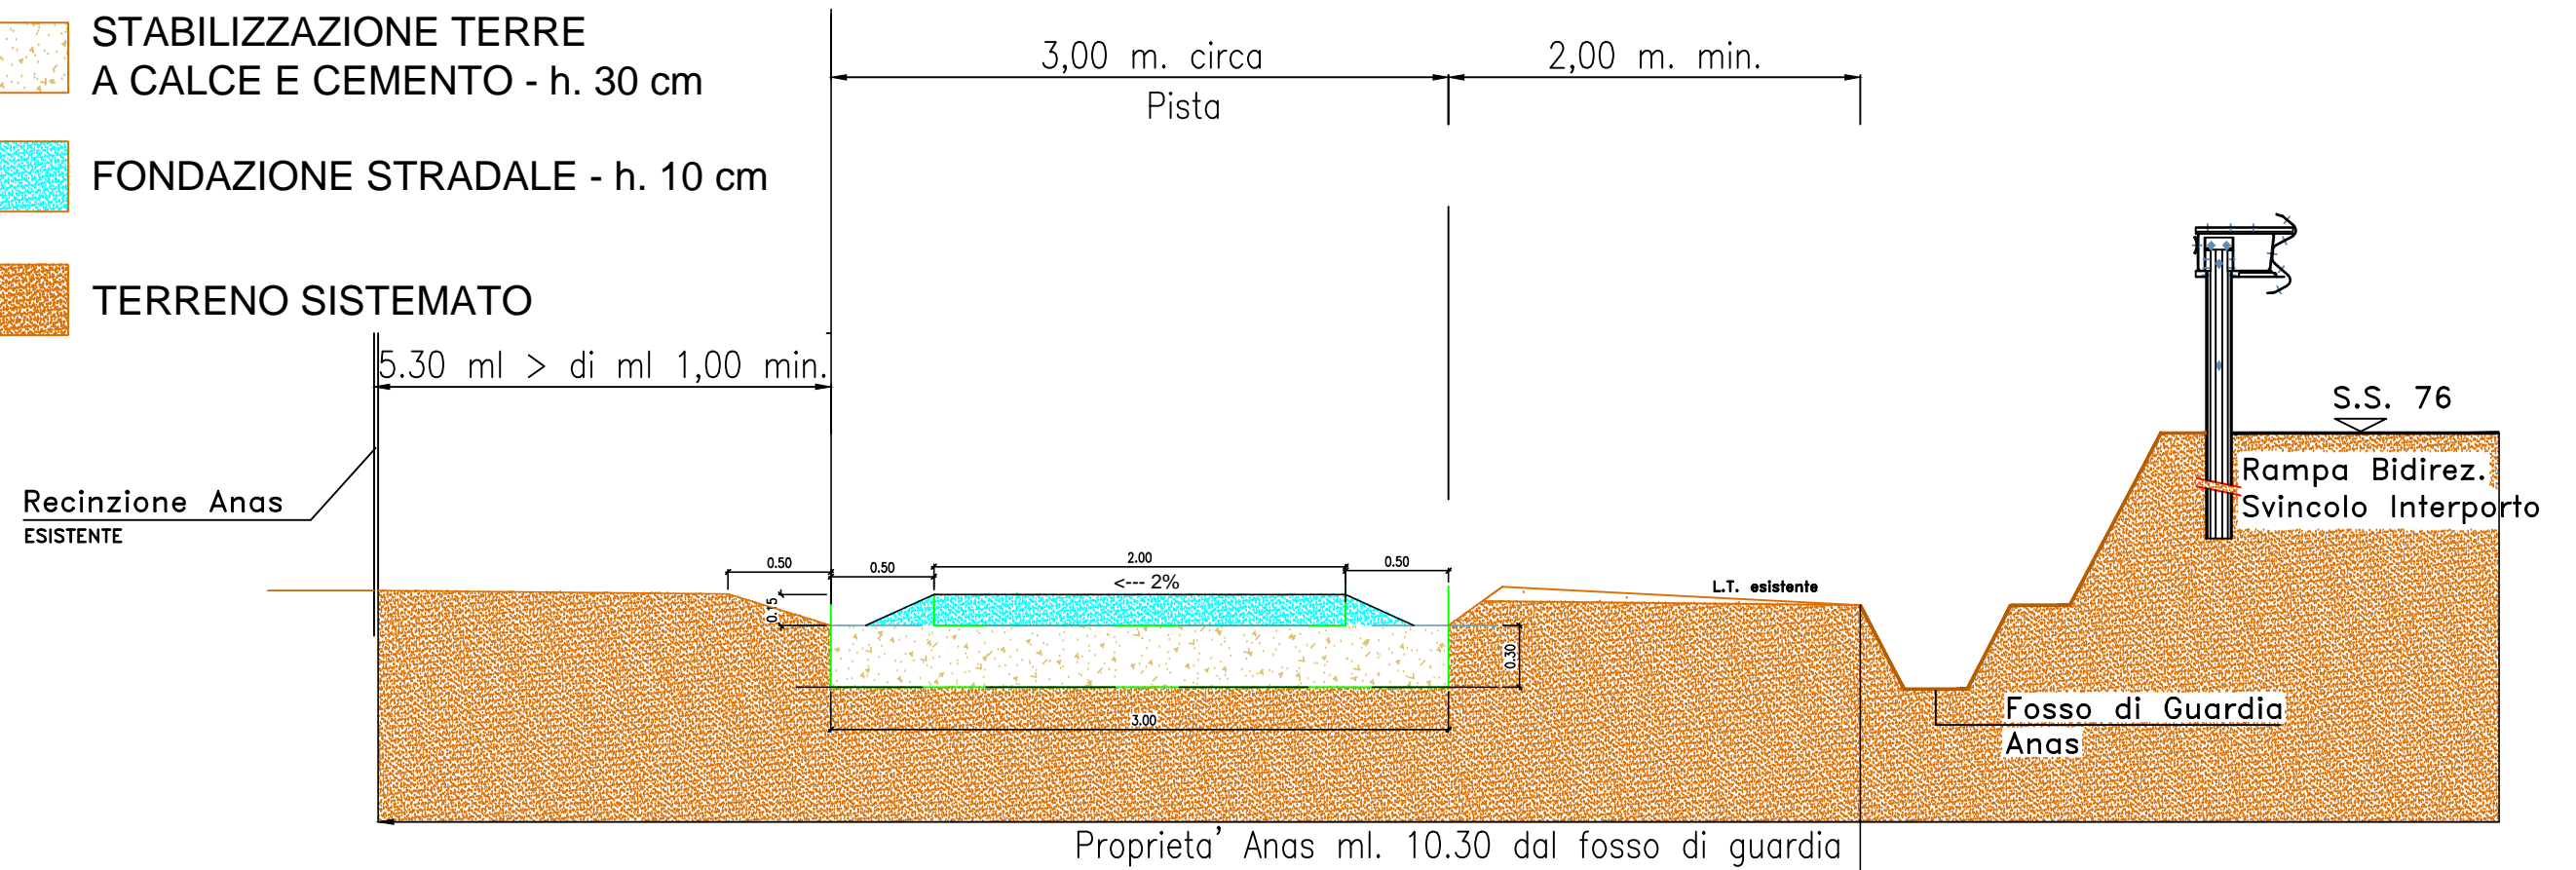 STABILIZZAZIONE TERRE
A CALCE E CEMENTO - h. 30 cm
FONDAZIONE STRADALE - h. 10 cm
TERRENO SISTEMATO
3,00 m. circa
Pista
2,00 m. min.
5.30 ml > di ml 1,00 min.
Recinzione Anas
ESISTENTE
0.50
0.50
2.00
0.50
<--- 2%
0.15
0.30
3.00
L.T. esistente
S.S. 76
Rampa Bidirez.
Svincolo Interporto
Fosso di Guardia
Anas
Proprieta' Anas ml. 10.30 dal fosso di guardia